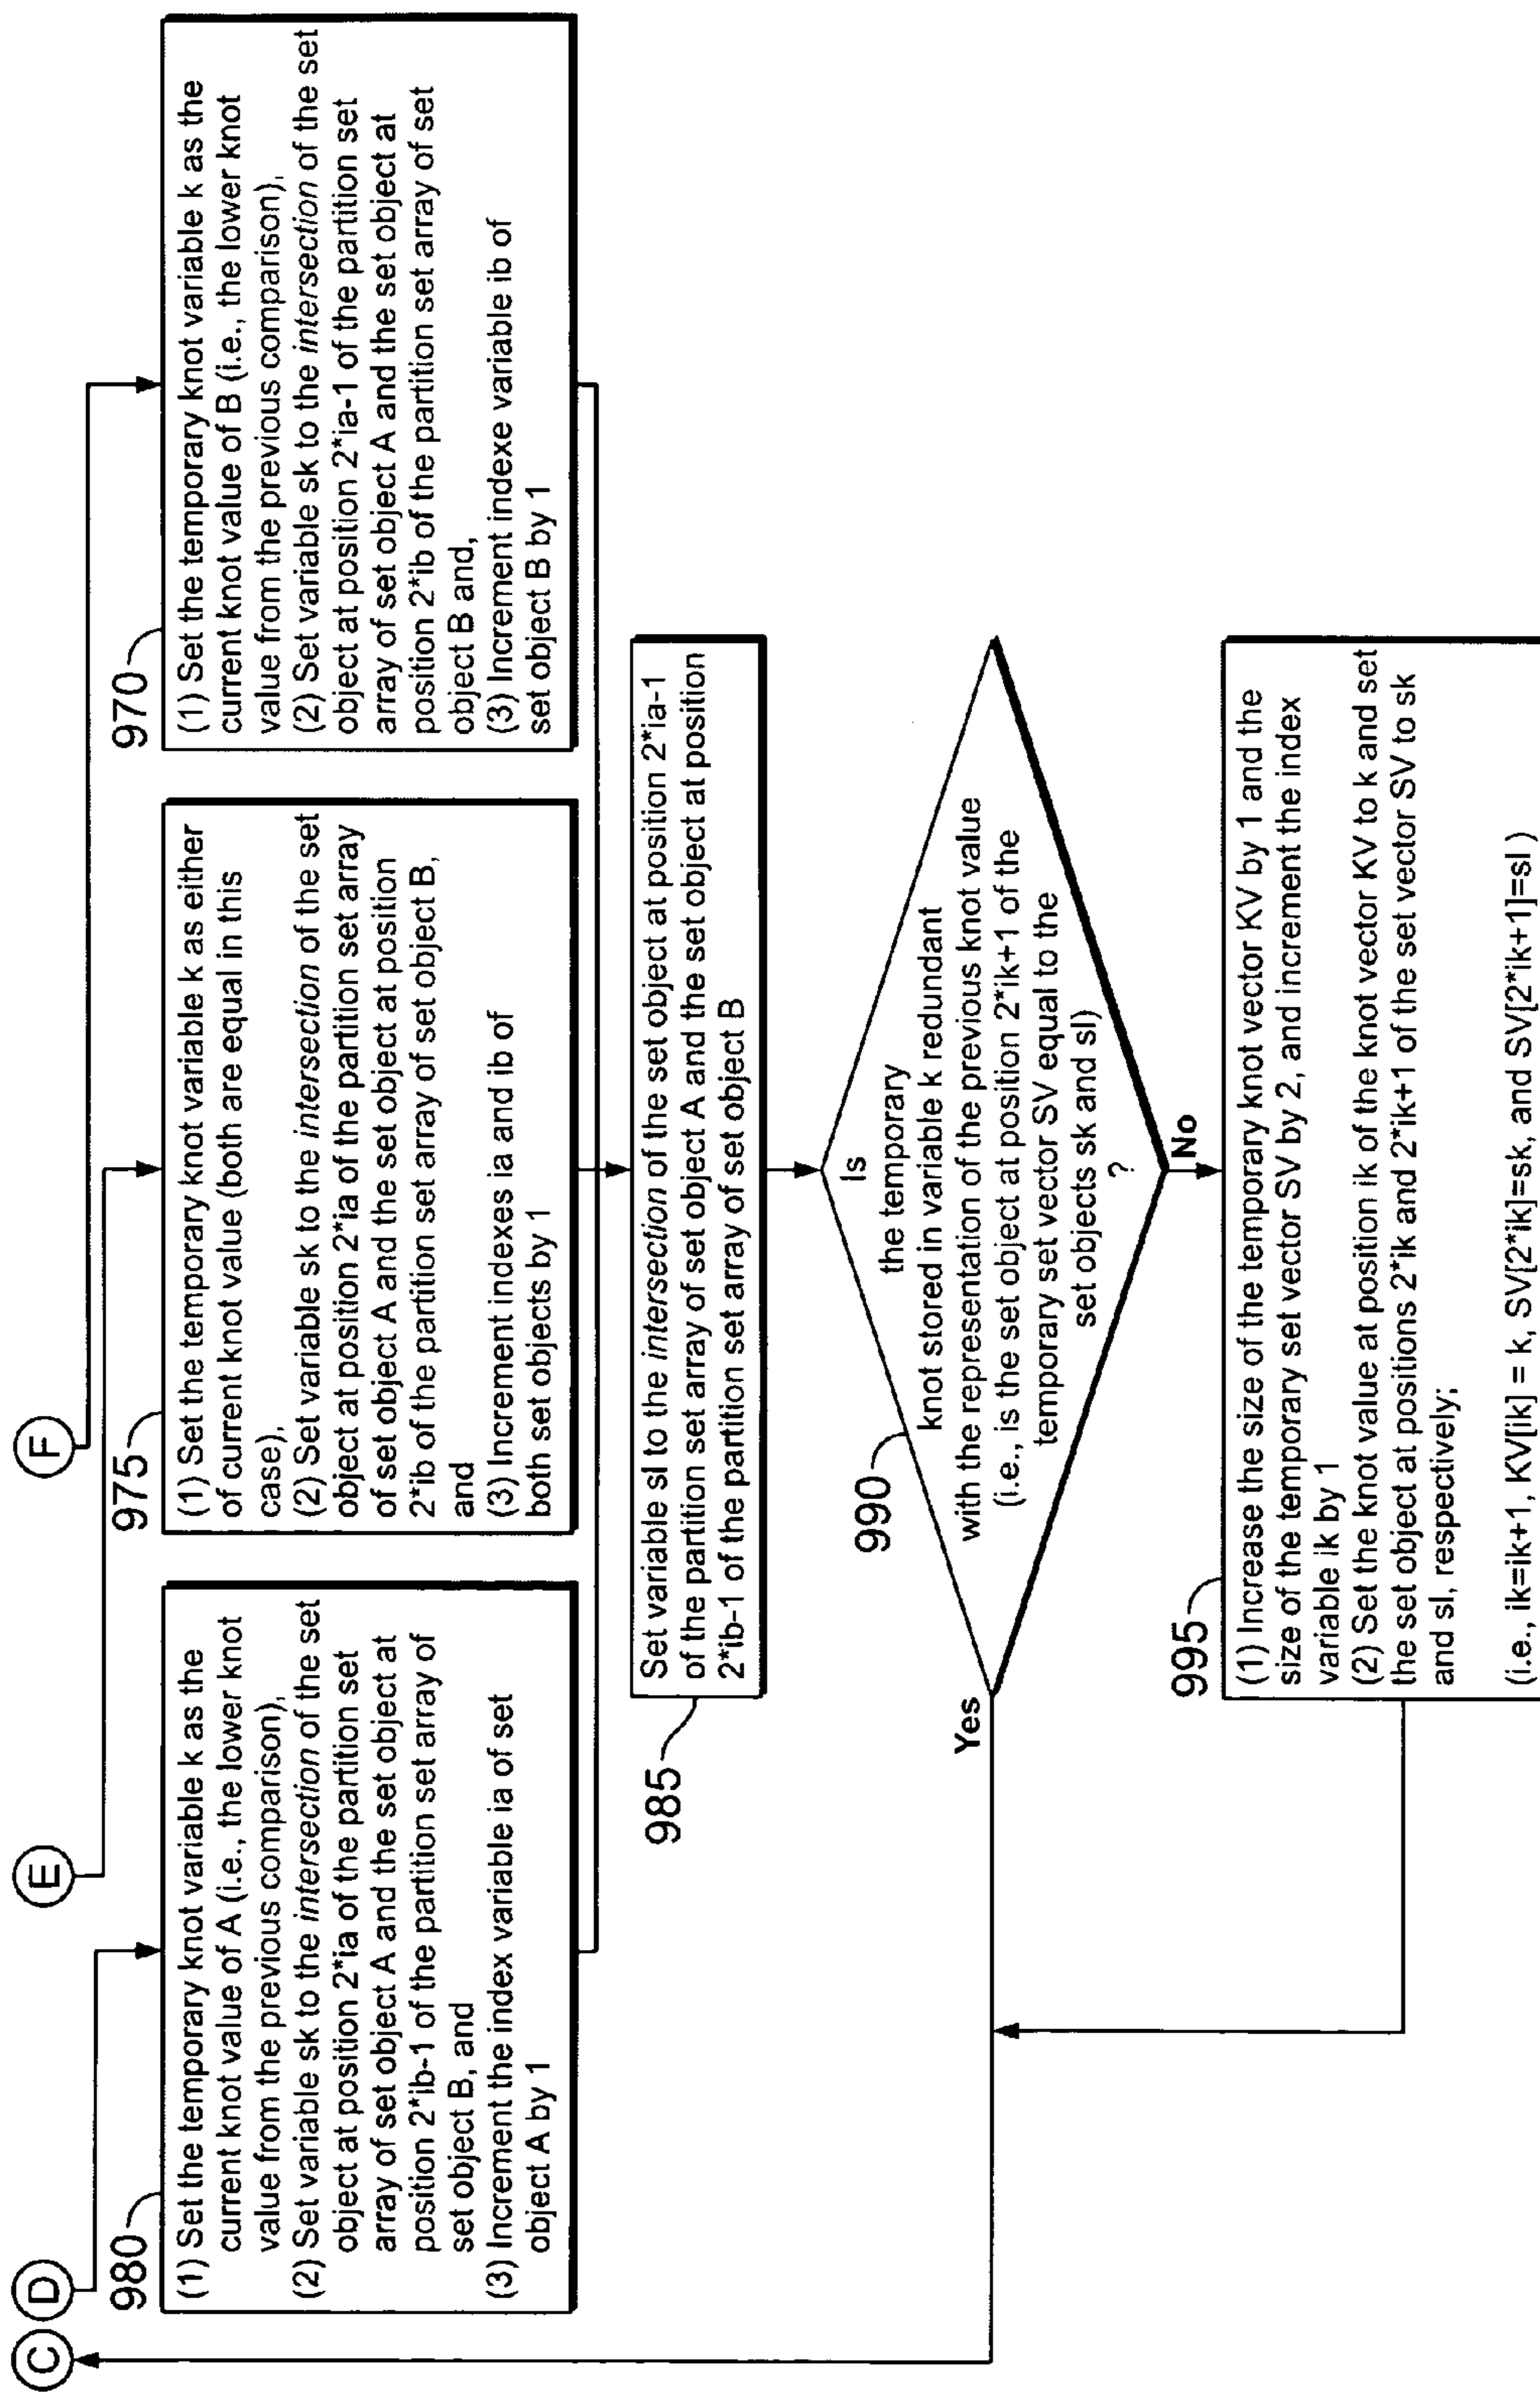 C
D
E
F
980
(1) Set the temporary knot variable k as the
current knot value of A (i.e., the lower knot
value from the previous comparison),
(2) Set variable sk to the intersection of the set
object at position 2*ia of the partition set
array of set object A and the set object at
position 2*ib-1 of the partition set array of
set object B, and
(3) Increment the index variable ia of set
object A by 1
975
(1) Set the temporary knot variable k as either
of current knot value (both are equal in this
case),
(2) Set variable sk to the intersection of the set
object at position 2*ia of the partition set array
of set object A and the set object at position
2*ib of the partition set array of set object B,
and
(3) Increment indexes ia and ib of
both set objects by 1
970
(1) Set the temporary knot variable k as the
current knot value of B (i.e., the lower knot
value from the previous comparison),
(2) Set variable sk to the intersection of the set
object at position 2*ia-1 of the partition set
array of set object A and the set object at
position 2*ib of the partition set array of set
object B and,
(3) Increment indexe variable ib of
set object B by 1
985
Set variable sl to the intersection of the set object at position 2*ia-1
of the partition set array of set object A and the set object at position
2*ib-1 of the partition set array of set object B
990
Is
the temporary
knot stored in variable k redundant
with the representation of the previous knot value
(i.e., is the set object at position 2*ik+1 of the
temporary set vector SV equal to the
set objects sk and sl)
?
Yes
No
995
(1) Increase the size of the temporary knot vector KV by 1 and the
size of the temporary set vector SV by 2, and increment the index
variable ik by 1
(2) Set the knot value at position ik of the knot vector KV to k and set
the set object at positions 2*ik and 2*ik+1 of the set vector SV to sk
and sl, respectively;
(i.e., ik=ik+1, KV[ik] = k, SV[2*ik]=sk, and SV[2*ik+1]=sl )